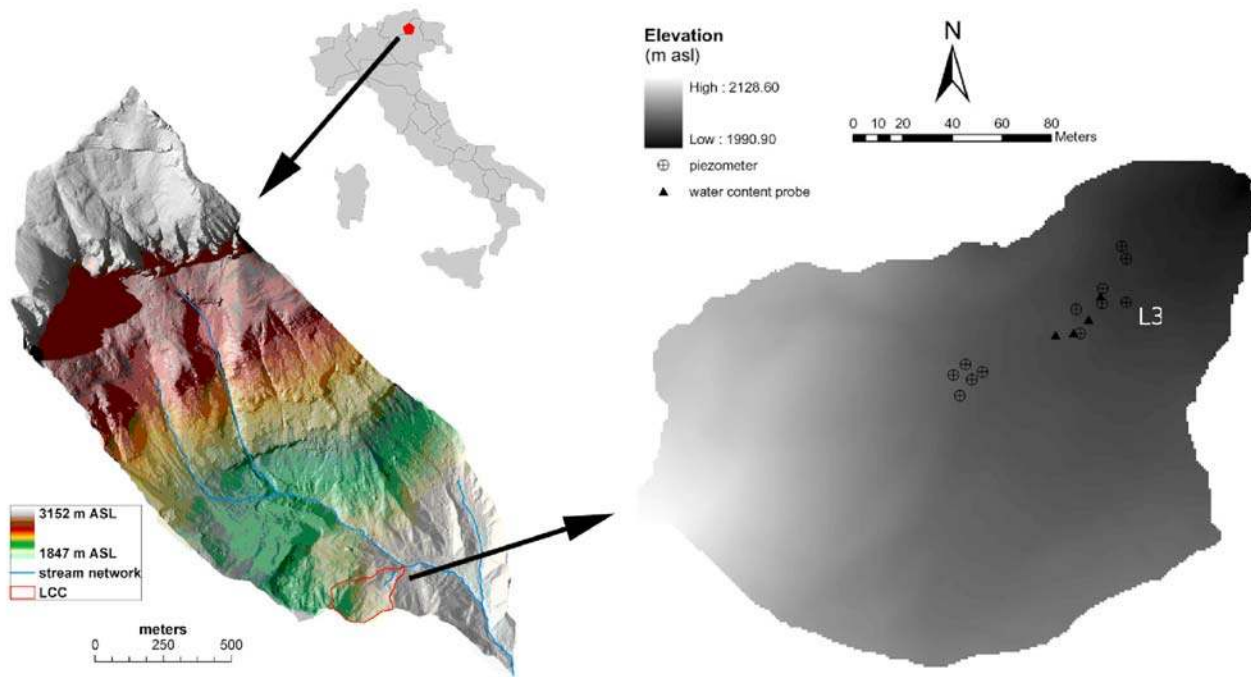 Elevation
(m asl)
High : 2128.60
Low : 1990.90
piezometer
water content probe
N
0 10 20 40 60 80
Meters
L3
3152 m ASL
1847 m ASL
stream network
LCC
meters
0 250 500